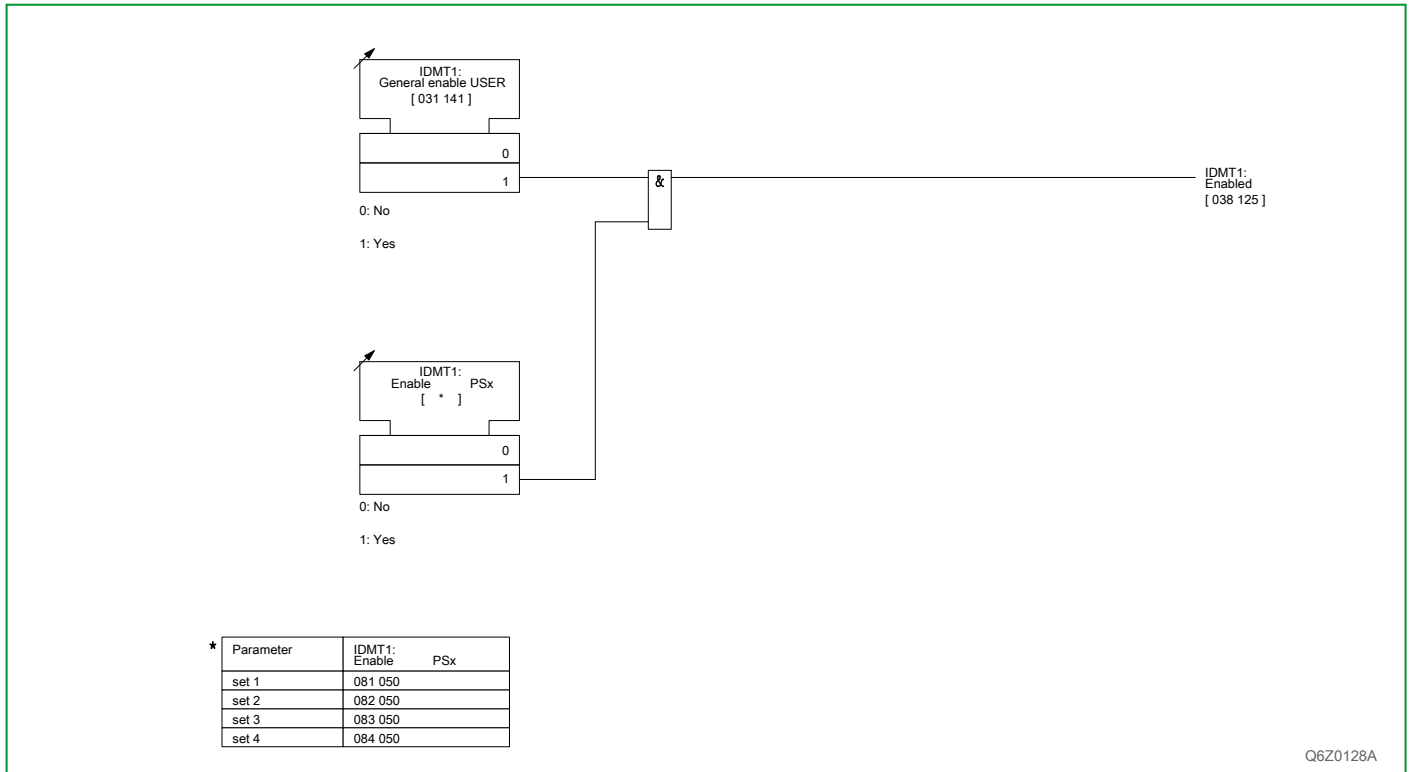 IDMT1:
General enable USER
[ 031 141 ]
0
1
0: No
1: Yes
&
IDMT1:
Enabled
[ 038 125 ]
IDMT1:
Enable PSx
[ * ]
0
1
0: No
1: Yes
* Parameter IDMT1:
Enable PSx
set 1 081 050
set 2 082 050
set 3 083 050
set 4 084 050
Q6Z0128A